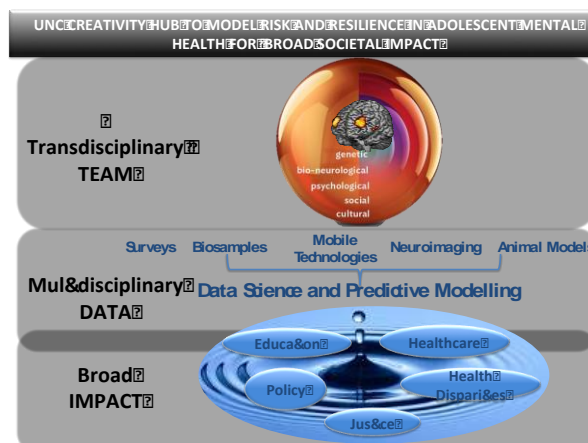 UNC⍰CREATIVITY⍰HUB⍰TO⍰MODEL⍰RISK⍰AND⍰RESILIENCE⍰IN⍰ADOLESCENT⍰MENTAL⍰
HEALTH⍰FOR⍰BROAD⍰SOCIETAL⍰IMPACT⍰
⍰
Transdisciplinary⍰⍰
TEAM⍰
genetic
bio-neurological
psychological
social
cultural
Surveys Biosamples Mobile Technologies Neuroimaging Animal Models
Mul&disciplinary⍰
DATA⍰
Data Science and Predictive Modelling
Broad⍰
IMPACT⍰
Educa&on⍰
Healthcare⍰
Policy⍰
Health⍰
Dispari&es⍰
Jus&ce⍰